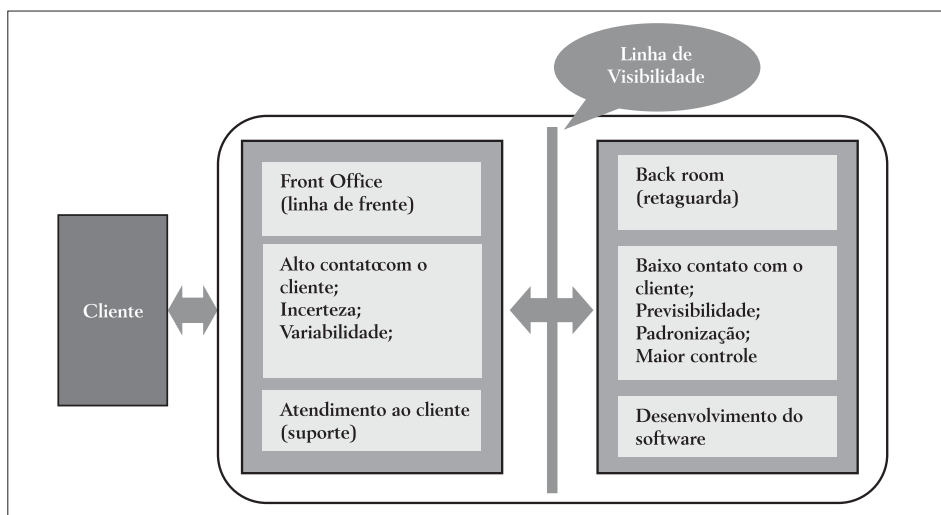 Linha de
Visibilidade
Cliente
Front Office
(linha de frente)
Alto contatocom o
cliente;
Incerteza;
Variabilidade;
Atendimento ao cliente
(suporte)
Back room
(retaguarda)
Baixo contato com o
cliente;
Previsibilidade;
Padronização;
Maior controle
Desenvolvimento do
software